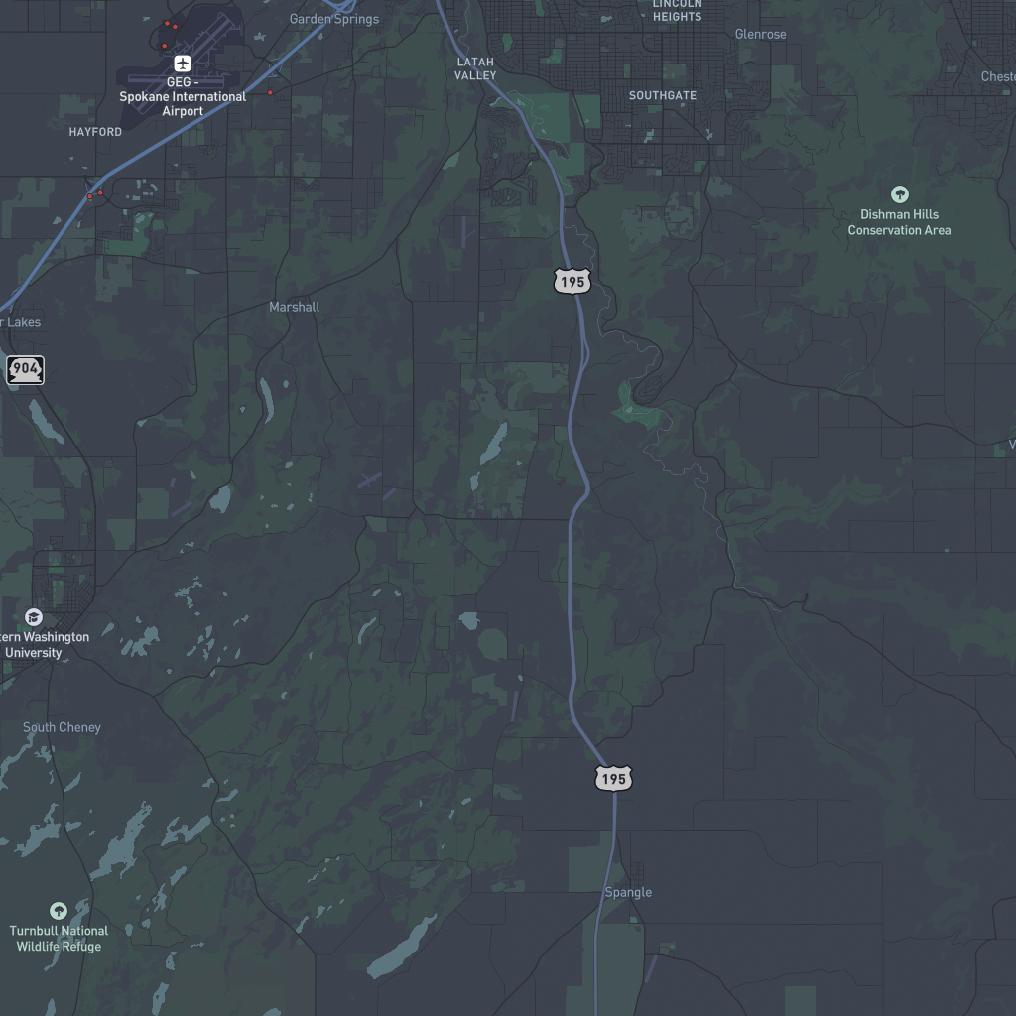 LINCOLN
HEIGHTS
Garden Springs
Glenrose
LATAH
VALLEY
GEG -
Spokane International
Airport
Cheste
SOUTHGATE
HAYFORD
Dishman Hills
Conservation Area
195
Marshall
r Lakes
904
V
tern Washington
University
South Cheney
195
Spangle
Turnbull National
Wildlife Refuge